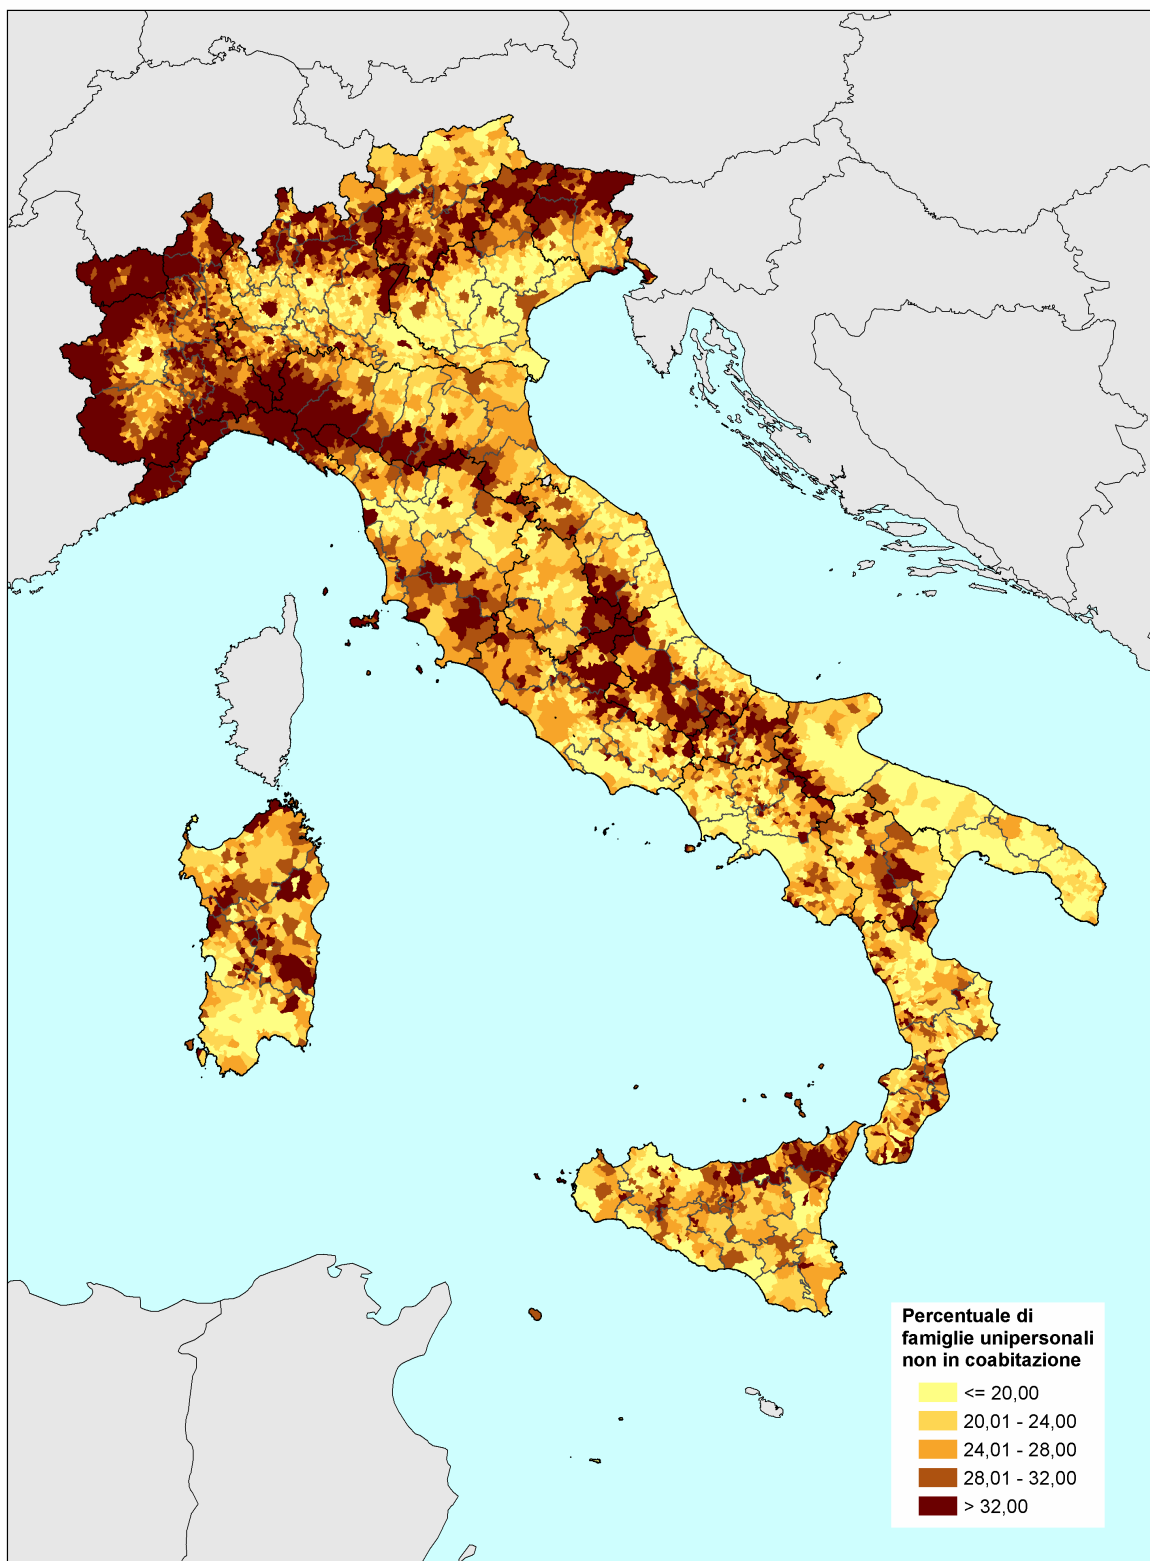 Percentuale di
famiglie unipersonali
non in coabitazione
<= 20,00
20,01 - 24,00
24,01 - 28,00
28,01 - 32,00
> 32,00